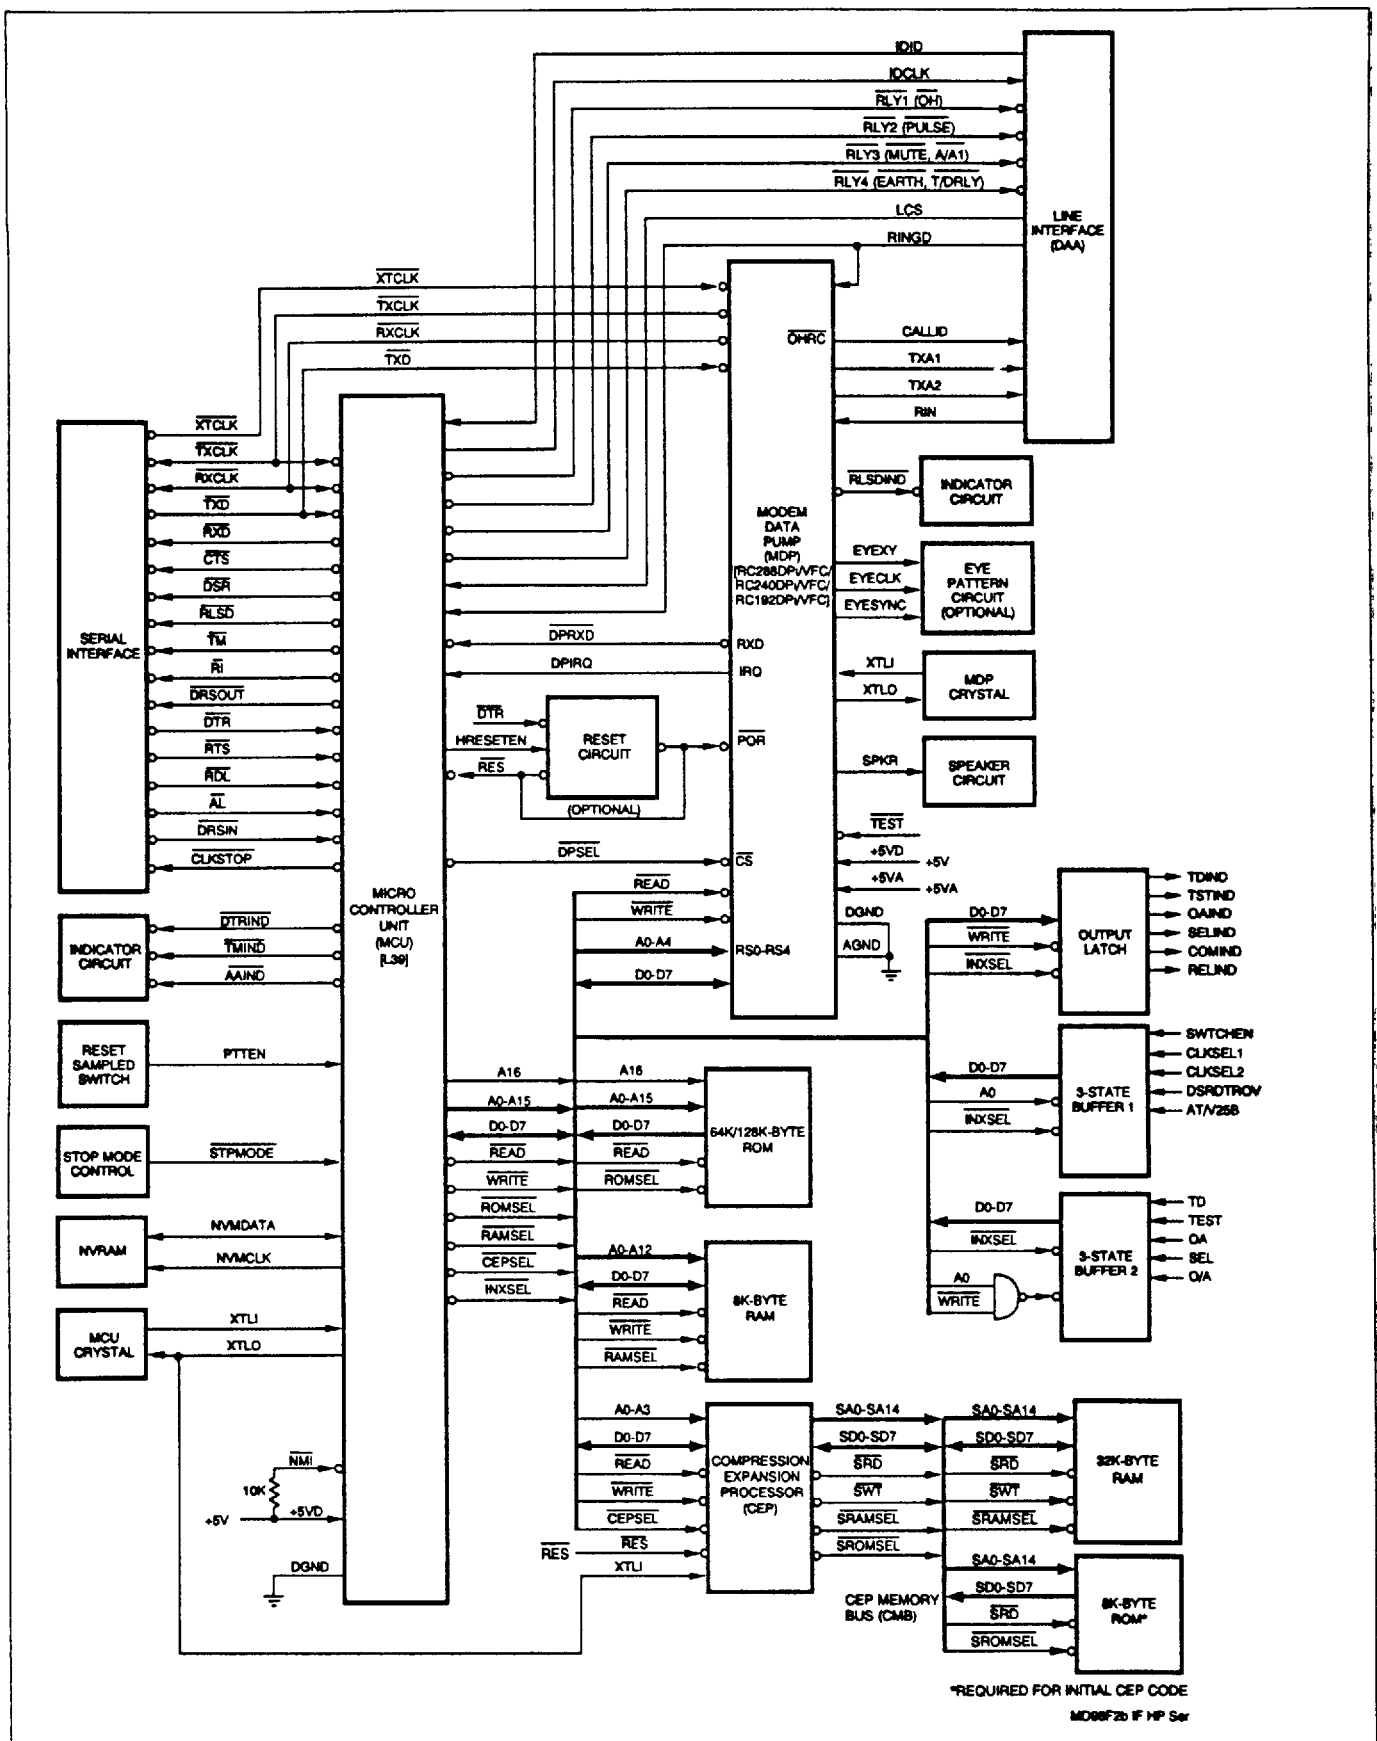 IDID
IDCLK
RLY1 (OH)
RLY2 (PULSE)
RLY3 (MUTE, A/A1)
RLY4 (EARTH, T/DRLY)
LCS
RINGD
LINE
INTERFACE
(DAA)
XTCLK
TXCLK
RXCLK
TXD
OHRC
CALLID
TXA1
TXA2
RIN
MODEM
DATA
PUMP
(MDP)
[RC288DPi/VFC/
RC240DPi/VFC/
RC192DPi/VFC]
RLSDIND
INDICATOR
CIRCUIT
EYEXY
EYECLK
EYESYNC
EYE
PATTERN
CIRCUIT
(OPTIONAL)
XTLI
XTLO
MDP
CRYSTAL
SPKR
SPEAKER
CIRCUIT
TEST
+5VD
+5V
+5VA
+5VA
DGND
AGND
RXD
IRQ
POR
CS
RS0-RS4
SERIAL
INTERFACE
XTCLK
TXCLK
RXCLK
TXD
RXD
CTS
DSR
RLSD
TM
RI
DRSOUT
DTR
RTS
RDL
AL
DRSIN
CLKSTOP
MICRO
CONTROLLER
UNIT
(MCU)
[L39]
DPRXD
DPIRQ
DTR
HRESETEN
RES
RESET
CIRCUIT
(OPTIONAL)
DPSEL
READ
WRITE
A0-A4
D0-D7
INDICATOR
CIRCUIT
DTRIND
TMIND
AAIND
RESET
SAMPLED
SWITCH
PTTEN
STOP MODE
CONTROL
STPMODE
NVRAM
NVMDATA
NVMCLK
MCU
CRYSTAL
XTLI
XTLO
NMI
10K
+5V
+5VD
DGND
A16
A0-A15
D0-D7
READ
WRITE
ROMSEL
RAMSEL
CEPSEL
INXSEL
A16
A0-A15
D0-D7
READ
ROMSEL
64K/128K-BYTE
ROM
A0-A12
D0-D7
READ
WRITE
RAMSEL
8K-BYTE
RAM
A0-A3
D0-D7
READ
WRITE
CEPSEL
RES
RES
XTLI
COMPRESSION
EXPANSION
PROCESSOR
(CEP)
D0-D7
WRITE
INXSEL
OUTPUT
LATCH
TDIND
TSTIND
OAIND
SELIND
COMIND
RELIND
D0-D7
A0
INXSEL
3-STATE
BUFFER 1
SWTCHEN
CLKSEL1
CLKSEL2
DSRDTROV
AT/V25B
D0-D7
INXSEL
A0
WRITE
3-STATE
BUFFER 2
TD
TEST
OA
SEL
O/A
SA0-SA14
SD0-SD7
SRD
SWT
SRAMSEL
SROMSEL
SA0-SA14
SD0-SD7
SRD
SWT
SRAMSEL
32K-BYTE
RAM
SA0-SA14
SD0-SD7
SRD
SROMSEL
8K-BYTE
ROM*
CEP MEMORY
BUS (CMB)
*REQUIRED FOR INITIAL CEP CODE
MD98F2b IF HP Ser